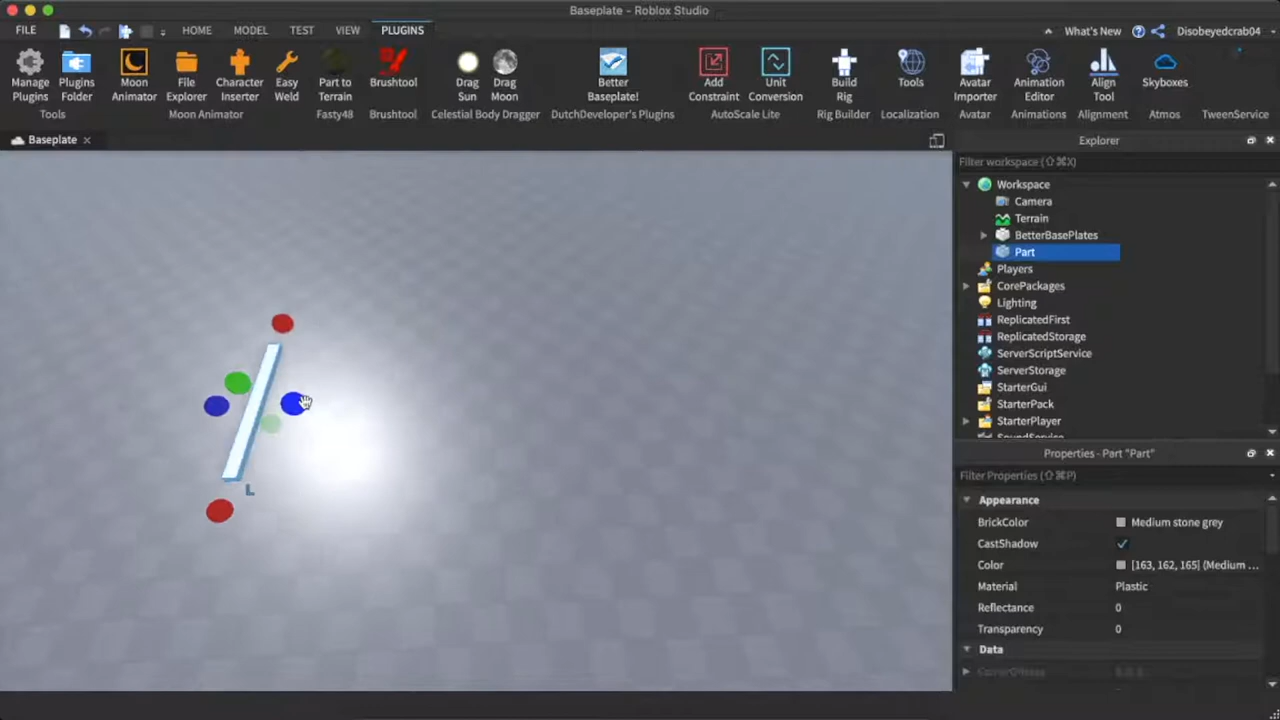 Baseplate - Roblox Studio
FILE HOME MODEL TEST VIEW PLUGINS What's New Disobeyedcrab04
Manage Plugins
Plugins Folder
Moon Animator
File Explorer
Character Inserter
Easy Weld
Part to Terrain
Brushtool
Drag Sun
Drag Moon
Better Baseplate!
Add Constraint
Unit Conversion
Build Rig
Tools
Avatar Importer
Animation Editor
Align Tool
Skyboxes
Tools Moon Animator Fasty48 Brushtool Celestial Body Dragger DutchDeveloper's Plugins AutoScale Lite Rig Builder Localization Avatar Animations Alignment Atmos TweenService
Baseplate
L
Explorer
Filter workspace (⇧⌘X)
Workspace
Camera
Terrain
BetterBasePlates
Part
Players
CorePackages
Lighting
ReplicatedFirst
ReplicatedStorage
ServerScriptService
ServerStorage
StarterGui
StarterPack
StarterPlayer
SoundService
Properties - Part "Part"
Filter Properties (⇧⌘P)
Appearance
BrickColor Medium stone grey
CastShadow
Color [163, 162, 165] (Medium ...
Material Plastic
Reflectance 0
Transparency 0
Data